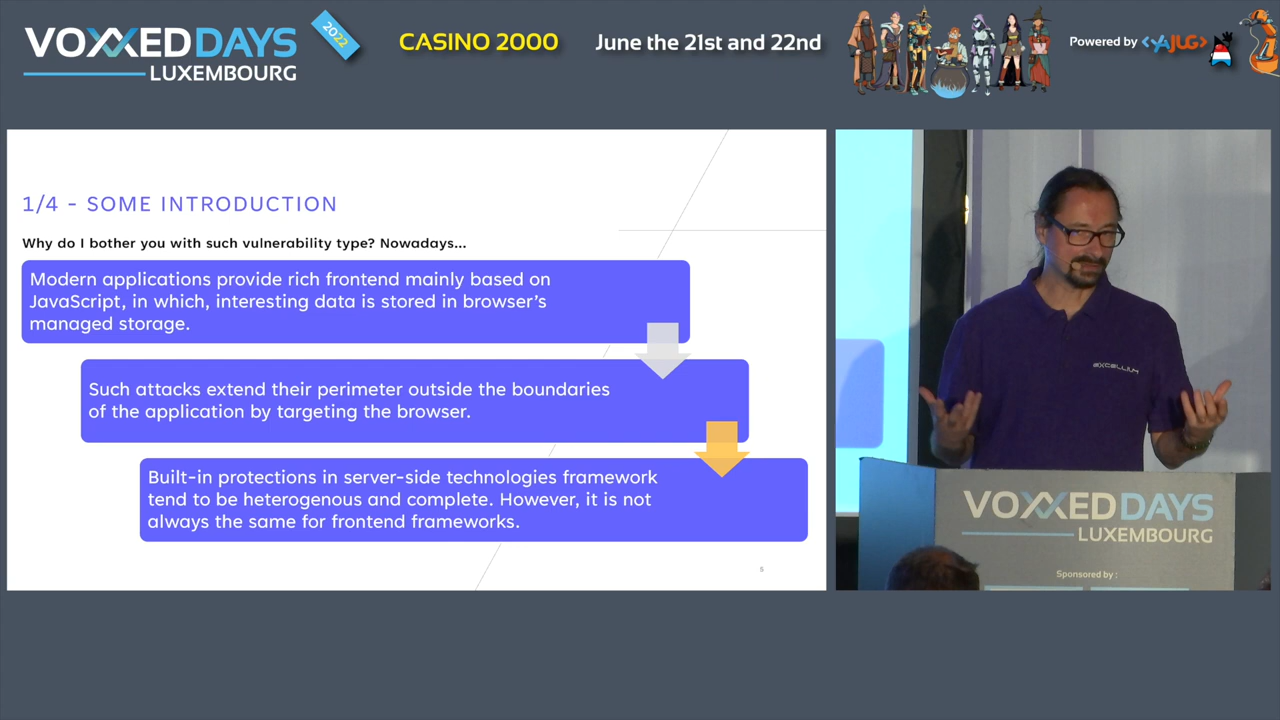 VOXXED DAYS
LUXEMBOURG
2022
CASINO 2000
June the 21st and 22nd
Powered by <YAJUG>
1/4 - SOME INTRODUCTION
Why do I bother you with such vulnerability type? Nowadays...
Modern applications provide rich frontend mainly based on
JavaScript, in which, interesting data is stored in browser's
managed storage.
Such attacks extend their perimeter outside the boundaries
of the application by targeting the browser.
Built-in protections in server-side technologies framework
tend to be heterogenous and complete. However, it is not
always the same for frontend frameworks.
5
EXCELLIUM
VOXXED DAYS
LUXEMBOURG
Sponsored by :